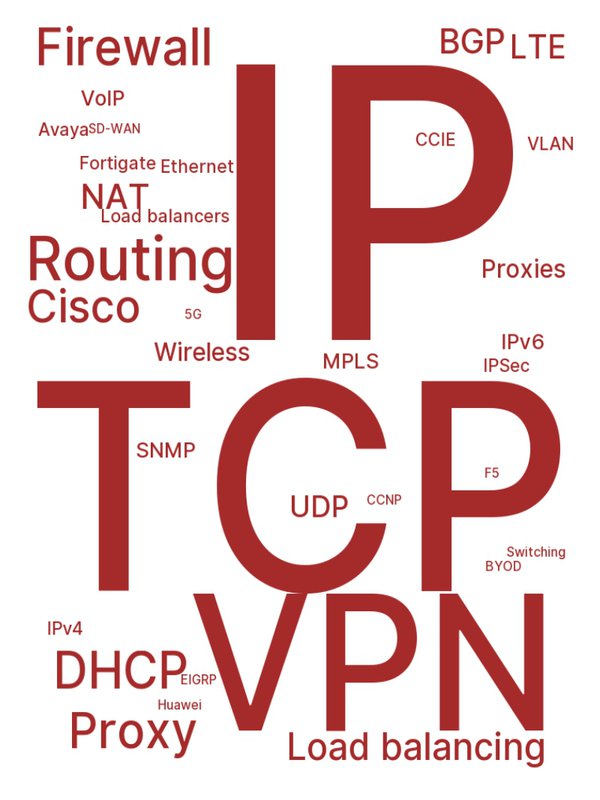 Firewall
BGP
LTE
IP
VoIP
Avaya
SD-WAN
CCIE
VLAN
Fortigate
Ethernet
NAT
Load balancers
Routing
Proxies
Cisco
5G
Wireless
MPLS
IPv6
IPSec
TCP
SNMP
F5
UDP
CCNP
Switching
BYOD
VPN
IPv4
DHCP
EIGRP
Huawei
Proxy
Load balancing